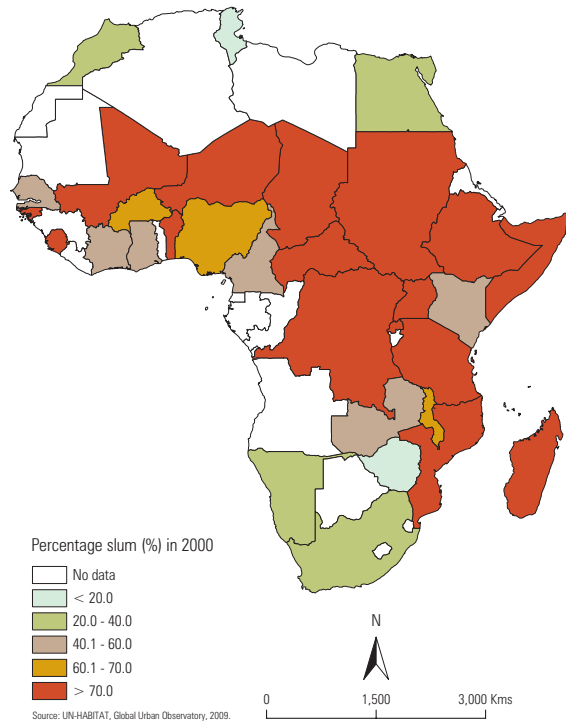 Percentage slum (%) in 2000
No data
< 20.0
20.0 - 40.0
40.1 - 60.0
60.1 - 70.0
> 70.0
Source: UN-HABITAT, Global Urban Observatory, 2009.
N
0 1,500 3,000 Kms